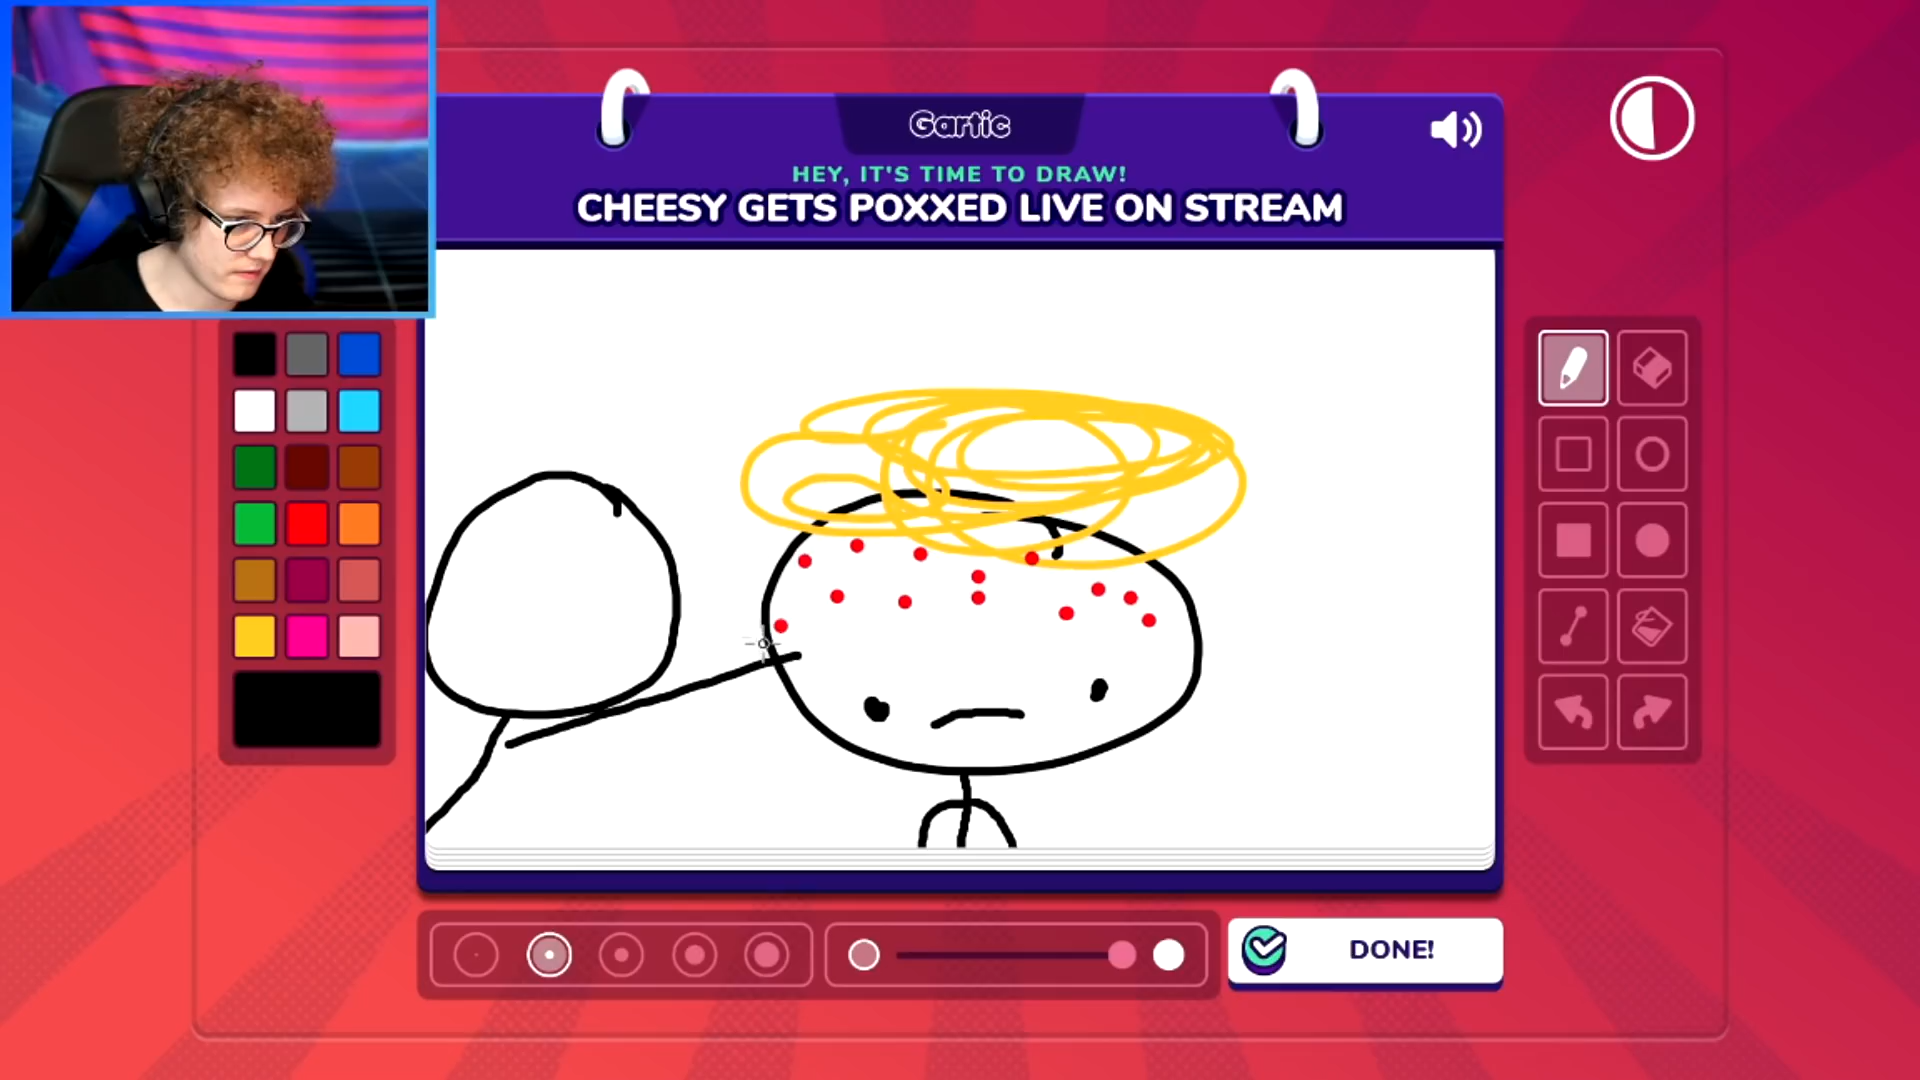 Gartic
HEY, IT'S TIME TO DRAW!
CHEESY GETS POXXED LIVE ON STREAM
DONE!